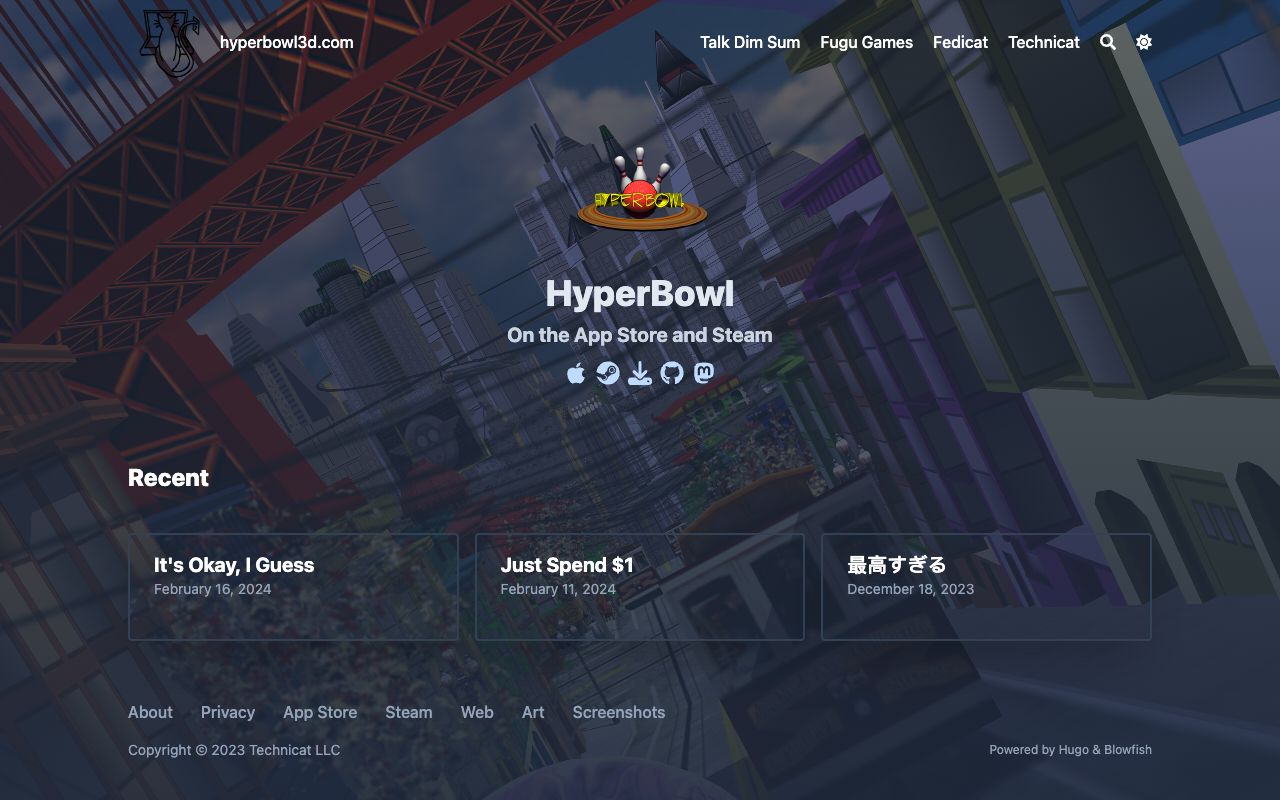 hyperbowl3d.com
Talk Dim Sum
Fugu Games
Fedicat
Technicat
HYPERBOWL
HyperBowl
On the App Store and Steam
Recent
It's Okay, I Guess
February 16, 2024
Just Spend $1
February 11, 2024
最高すぎる
December 18, 2023
About
Privacy
App Store
Steam
Web
Art
Screenshots
Copyright © 2023 Technicat LLC
Powered by Hugo & Blowfish